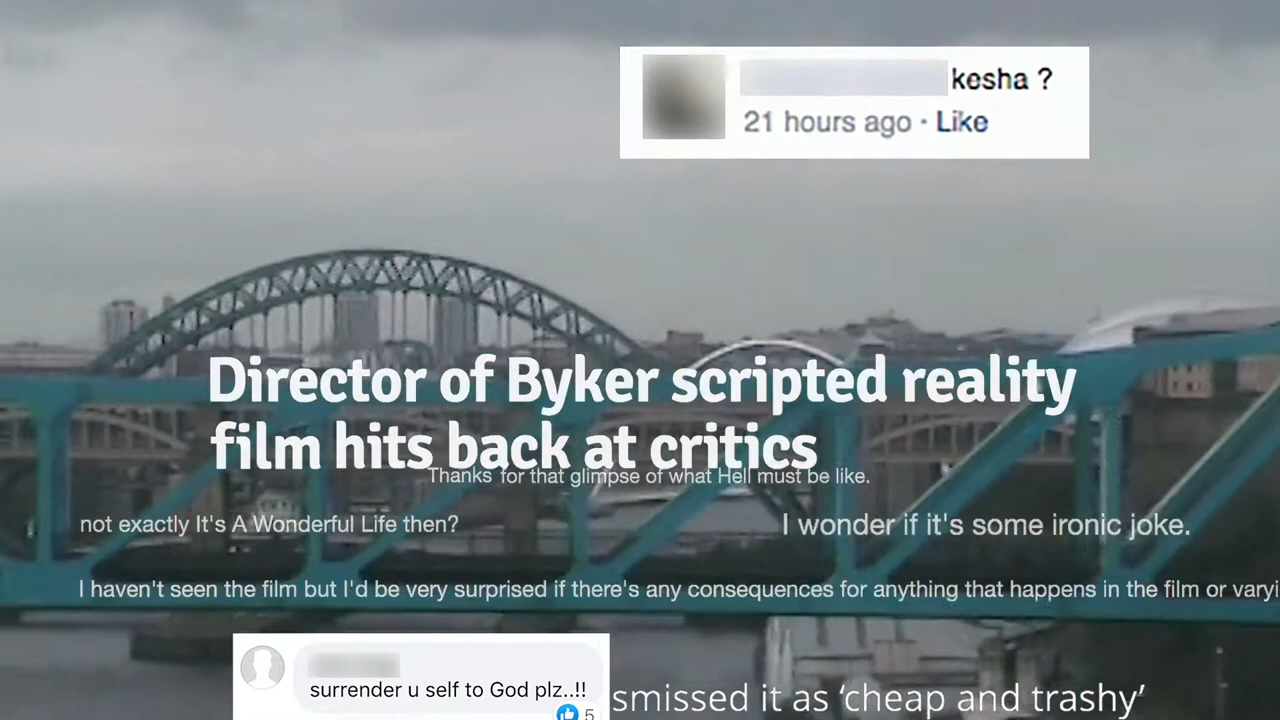 kesha ?
21 hours ago · Like
Director of Byker scripted reality
film hits back at critics
Thanks for that glimpse of what Hell must be like.
not exactly It's A Wonderful Life then?
I wonder if it's some ironic joke.
I haven't seen the film but I'd be very surprised if there's any consequences for anything that happens in the film or varyi
surrender u self to God plz..!!
5
smissed it as ‘cheap and trashy’